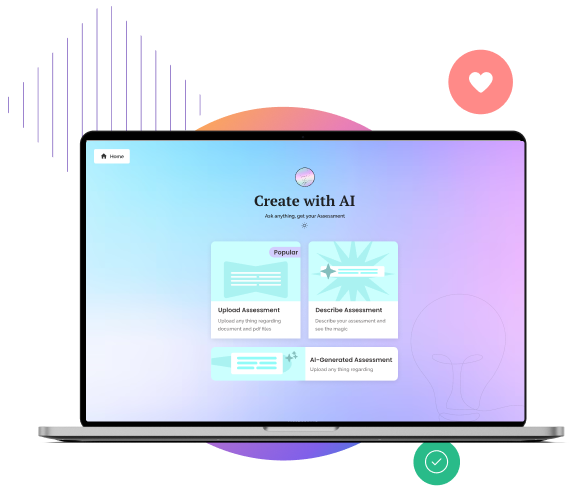 Home
Create with AI
Ask anything, get your Assessment
Popular
Upload Assessment
Upload any thing regarding
document and pdf files
Describe Assessment
Describe your assessment and
see the magic
AI-Generated Assessment
Upload any thing regarding